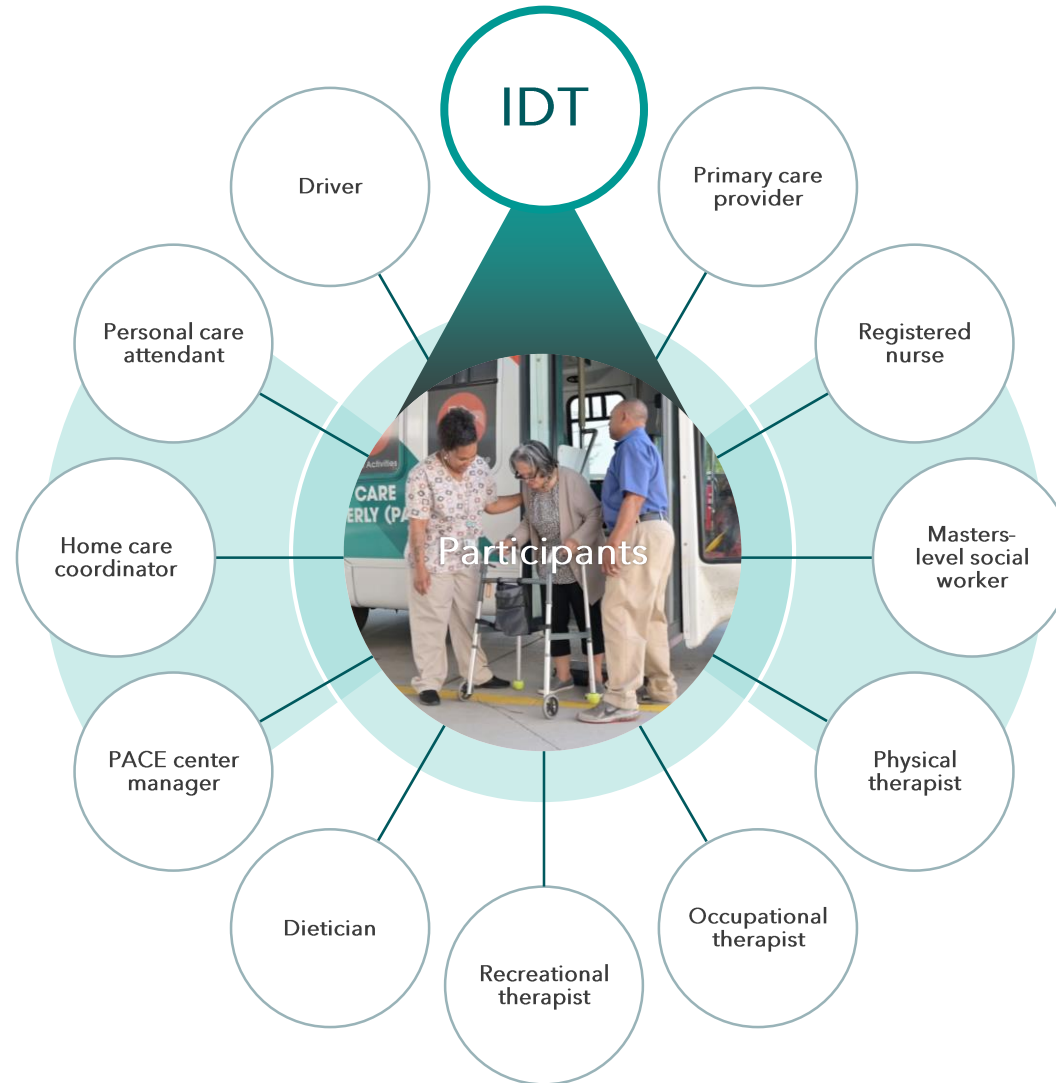 IDT
Driver
Primary care
provider
Personal care
attendant
Registered
nurse
Activities
CARE
ERLY (PA
Participants
Home care
coordinator
Masters-
level social
worker
PACE center
manager
Physical
therapist
Dietician
Occupational
therapist
Recreational
therapist